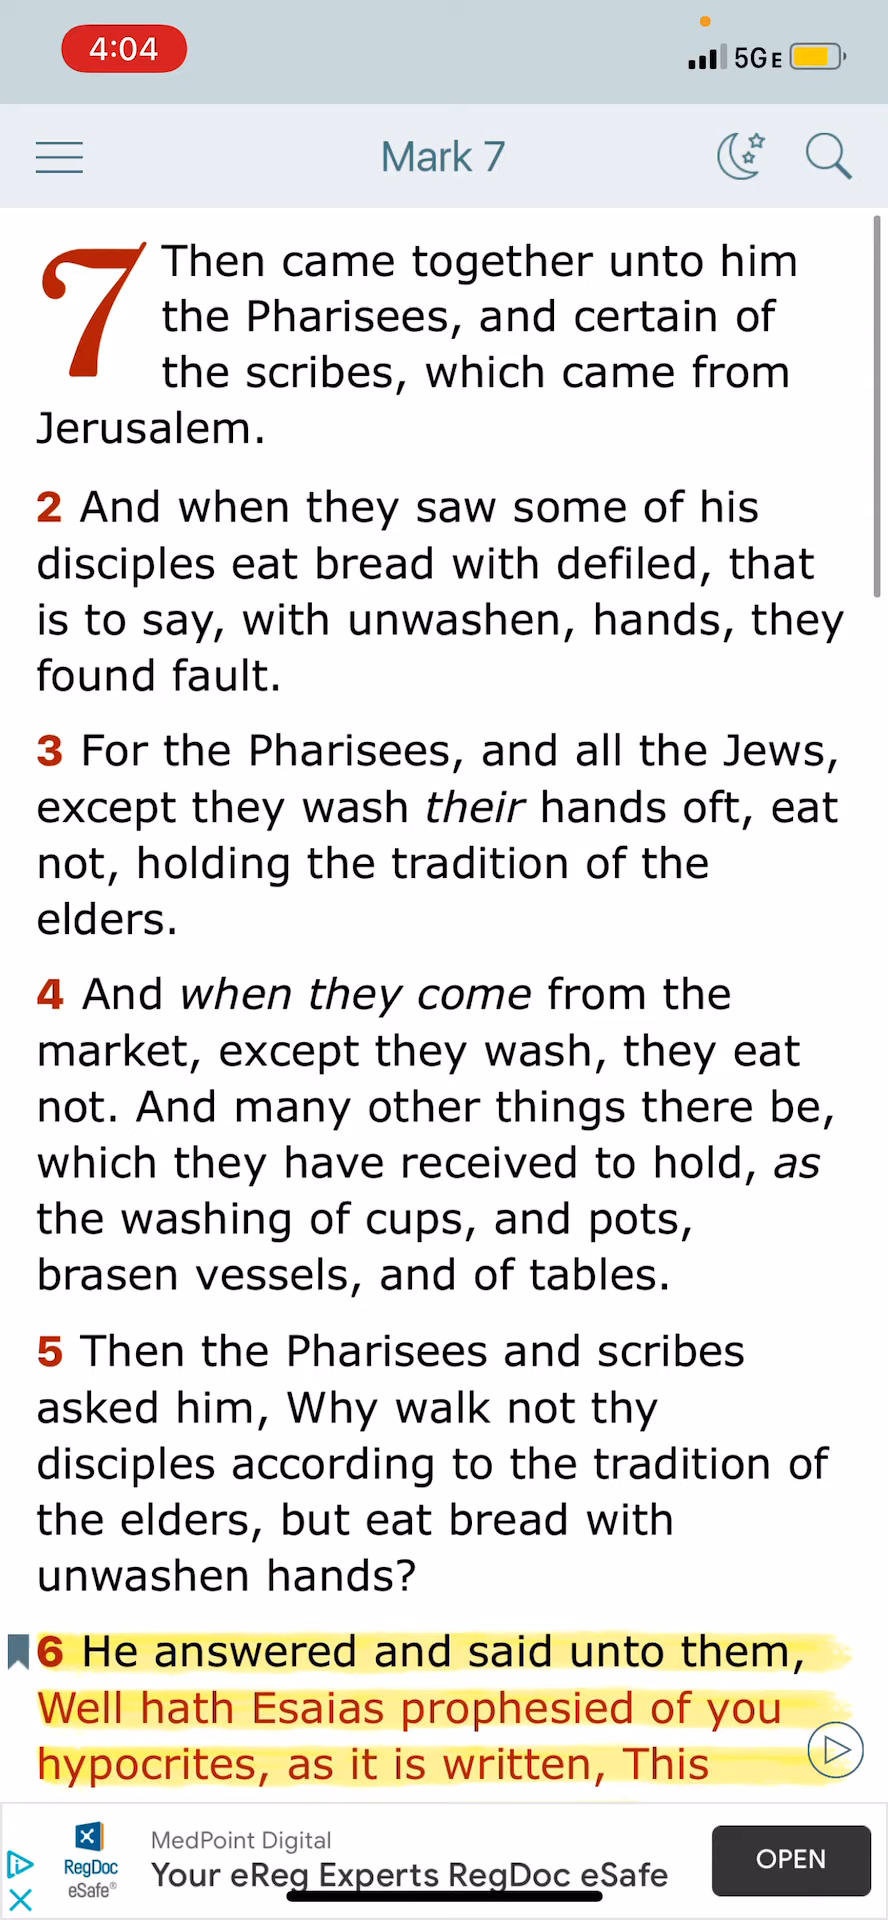 4:04
5GE
Mark 7
7 Then came together unto him
the Pharisees, and certain of
the scribes, which came from
Jerusalem.
2 And when they saw some of his
disciples eat bread with defiled, that
is to say, with unwashen, hands, they
found fault.
3 For the Pharisees, and all the Jews,
except they wash their hands oft, eat
not, holding the tradition of the
elders.
4 And when they come from the
market, except they wash, they eat
not. And many other things there be,
which they have received to hold, as
the washing of cups, and pots,
brasen vessels, and of tables.
5 Then the Pharisees and scribes
asked him, Why walk not thy
disciples according to the tradition of
the elders, but eat bread with
unwashen hands?
6 He answered and said unto them,
Well hath Esaias prophesied of you
hypocrites, as it is written, This
RegDoc
eSafe®
MedPoint Digital
Your eReg Experts RegDoc eSafe
OPEN